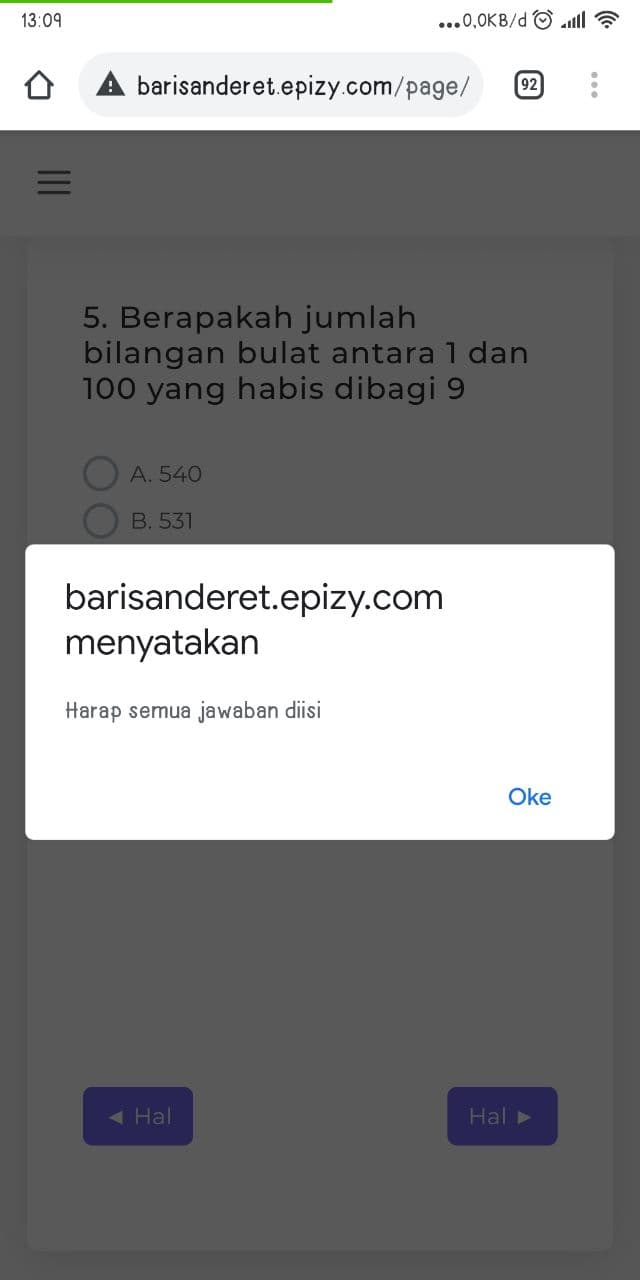 13:09
...0,0KB/d
barisanderet.epizy.com/page/
92
5. Berapakah jumlah
bilangan bulat antara 1 dan
100 yang habis dibagi 9
A. 540
B. 531
barisanderet.epizy.com
menyatakan
Harap semua jawaban diisi
Oke
◄ Hal
Hal ►